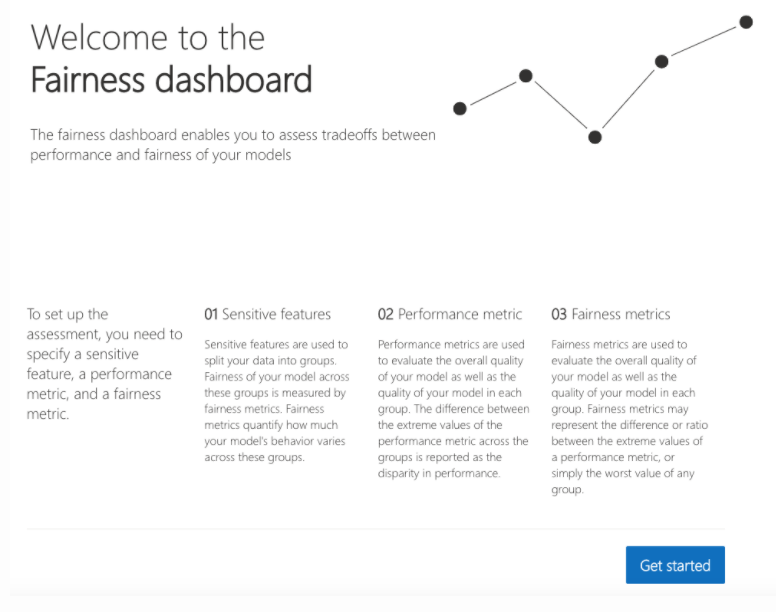 Welcome to the
Fairness dashboard
The fairness dashboard enables you to assess tradeoffs between
performance and fairness of your models
To set up the
assessment, you need to
specify a sensitive
feature, a performance
metric, and a fairness
metric.
01 Sensitive features
Sensitive features are used to
split your data into groups.
Fairness of your model across
these groups is measured by
fairness metrics. Fairness
metrics quantify how much
your model's behavior varies
across these groups.
02 Performance metric
Performance metrics are used
to evaluate the overall quality
of your model as well as the
quality of your model in each
group. The difference between
the extreme values of the
performance metric across the
groups is reported as the
disparity in performance.
03 Fairness metrics
Fairness metrics are used to
evaluate the overall quality of
your model as well as the
quality of your model in each
group. Fairness metrics may
represent the difference or ratio
between the extreme values of
a performance metric, or
simply the worst value of any
group.
Get started